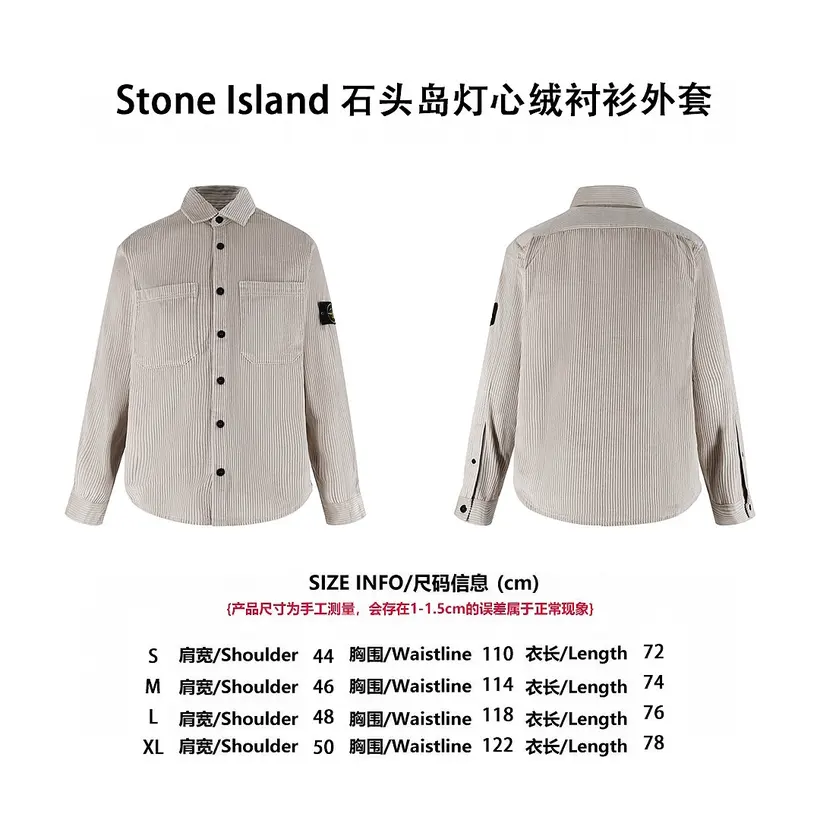 Stone Island 石头岛灯心绒衬衫外套
SIZE INFO/尺码信息 (cm)
{产品尺寸为手工测量，会存在1-1.5cm的误差属于正常现象}
S 肩宽/Shoulder 44 胸围/Waistline 110 衣长/Length 72
M 肩宽/Shoulder 46 胸围/Waistline 114 衣长/Length 74
L 肩宽/Shoulder 48 胸围/Waistline 118 衣长/Length 76
XL 肩宽/Shoulder 50 胸围/Waistline 122 衣长/Length 78